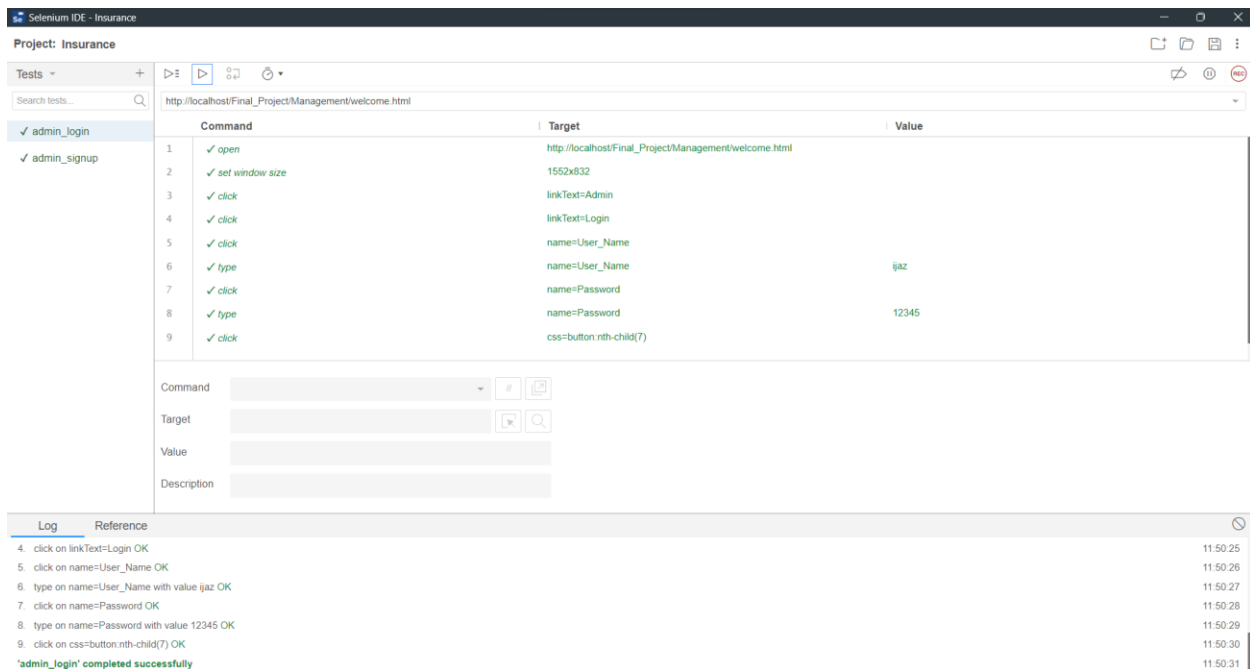 Selenium IDE - Insurance
Project: Insurance
Tests
Search tests...
http://localhost/Final_Project/Management/welcome.html
REC
✓ admin_login
✓ admin_signup
Command Target Value
1 ✓ open http://localhost/Final_Project/Management/welcome.html
2 ✓ set window size 1552x832
3 ✓ click linkText=Admin
4 ✓ click linkText=Login
5 ✓ click name=User_Name
6 ✓ type name=User_Name ijaz
7 ✓ click name=Password
8 ✓ type name=Password 12345
9 ✓ click css=button:nth-child(7)
Command //
Target
Value
Description
Log Reference
4. click on linkText=Login OK 11:50:25
5. click on name=User_Name OK 11:50:26
6. type on name=User_Name with value ijaz OK 11:50:27
7. click on name=Password OK 11:50:28
8. type on name=Password with value 12345 OK 11:50:29
9. click on css=button:nth-child(7) OK 11:50:30
'admin_login' completed successfully 11:50:31